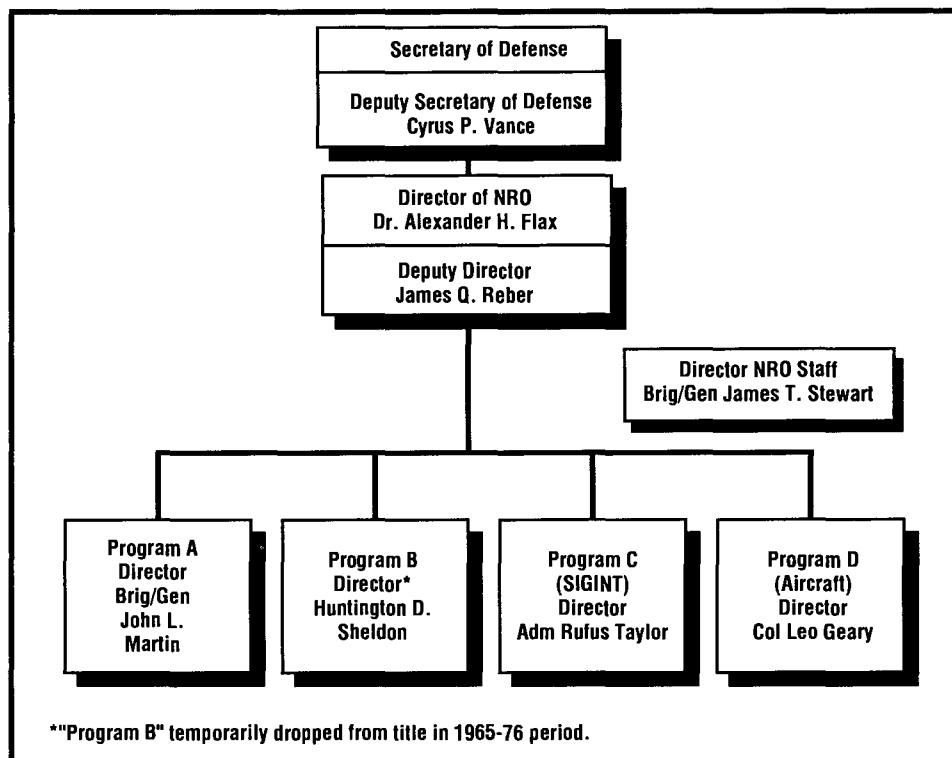 Secretary of Defense
Deputy Secretary of Defense
Cyrus P. Vance
Director of NRO
Dr. Alexander H. Flax
Deputy Director
James Q. Reber
Director NRO Staff
Brig/Gen James T. Stewart
Program A
Director
Brig/Gen
John L.
Martin
Program B
Director*
Huntington D.
Sheldon
Program C
(SIGINT)
Director
Adm Rufus Taylor
Program D
(Aircraft)
Director
Col Leo Geary
*"Program B" temporarily dropped from title in 1965-76 period.